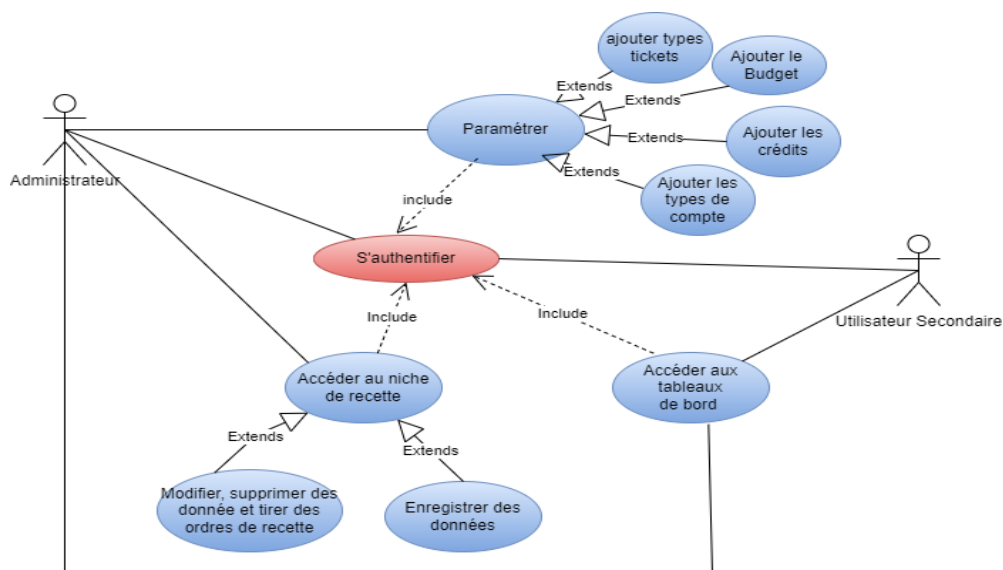 ajouter types
tickets
Ajouter le
Budget
Extends
Extends
Paramétrer
Extends
Ajouter les
crédits
Extends
Ajouter les
types de
compte
Administrateur
include
S'authentifier
Utilisateur Secondaire
Include
Include
Accéder au niche
de recette
Accéder aux
tableaux
de bord
Extends
Extends
Modifier, supprimer des
donnée et tirer des
ordres de recette
Enregistrer des
données